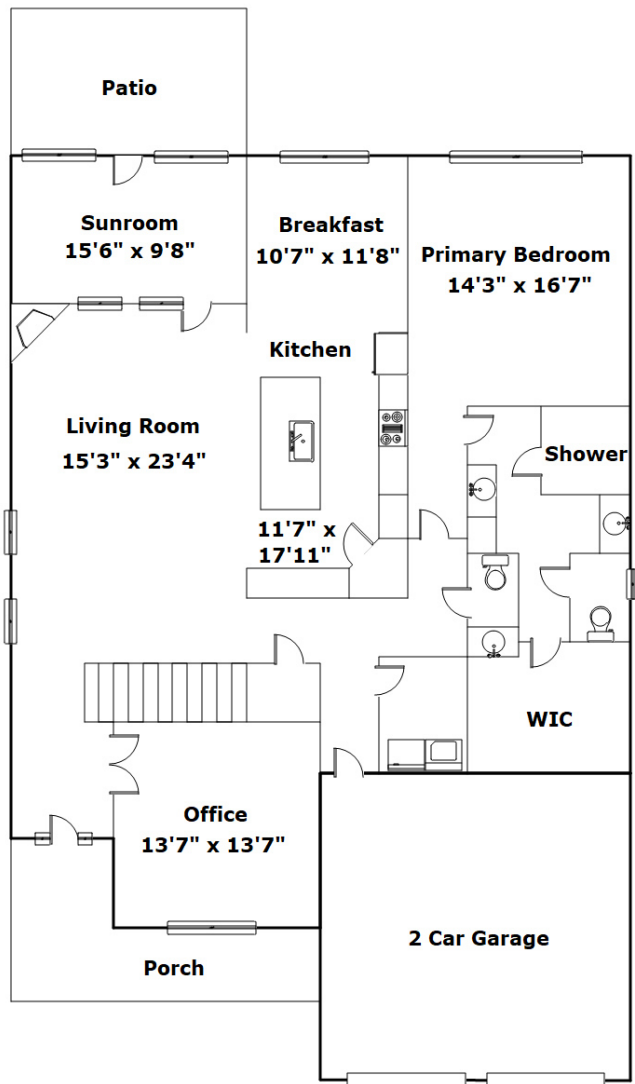 Patio
Sunroom
15'6" x 9'8"
Breakfast
10'7" x 11'8"
Primary Bedroom
14'3" x 16'7"
Kitchen
Living Room
15'3" x 23'4"
Shower
11'7" x
17'11"
WIC
Office
13'7" x 13'7"
2 Car Garage
Porch